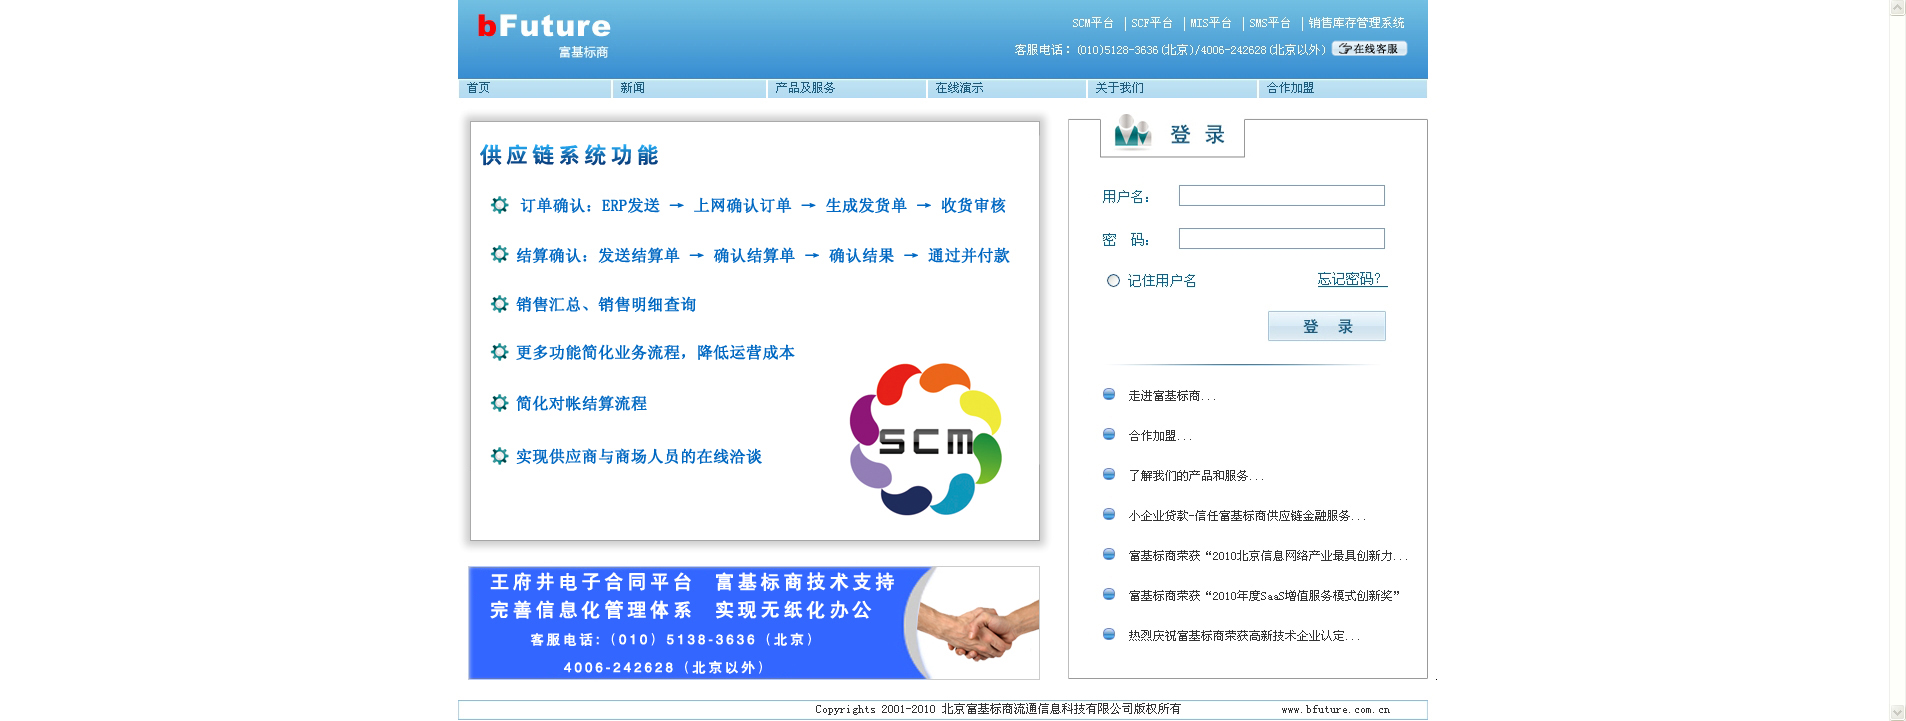 bFuture
富基标商
SCM平台 | SCF平台 | MIS平台 | SMS平台 | 销售库存管理系统
客服电话：(010)5128-3636(北京)/4006-242628(北京以外) 在线客服
首页 新闻 产品及服务 在线演示 关于我们 合作加盟
供应链系统功能
订单确认：ERP发送 → 上网确认订单 → 生成发货单 → 收货审核
结算确认：发送结算单 → 确认结算单 → 确认结果 → 通过并付款
销售汇总、销售明细查询
更多功能简化业务流程，降低运营成本
简化对帐结算流程
实现供应商与商场人员的在线洽谈
SCM
王府井电子合同平台 富基标商技术支持
完善信息化管理体系 实现无纸化办公
客服电话：（010）5138-3636（北京）
4006-242628（北京以外）
登 录
用户名：
密 码：
记住用户名 忘记密码？
登 录
走进富基标商...
合作加盟...
了解我们的产品和服务...
小企业贷款-信任富基标商供应链金融服务...
富基标商荣获“2010北京信息网络产业最具创新力...
富基标商荣获“2010年度SaaS增值服务模式创新奖”
热烈庆祝富基标商荣获高新技术企业认定...
Copyrights 2001-2010 北京富基标商流通信息科技有限公司版权所有 www.bfuture.com.cn